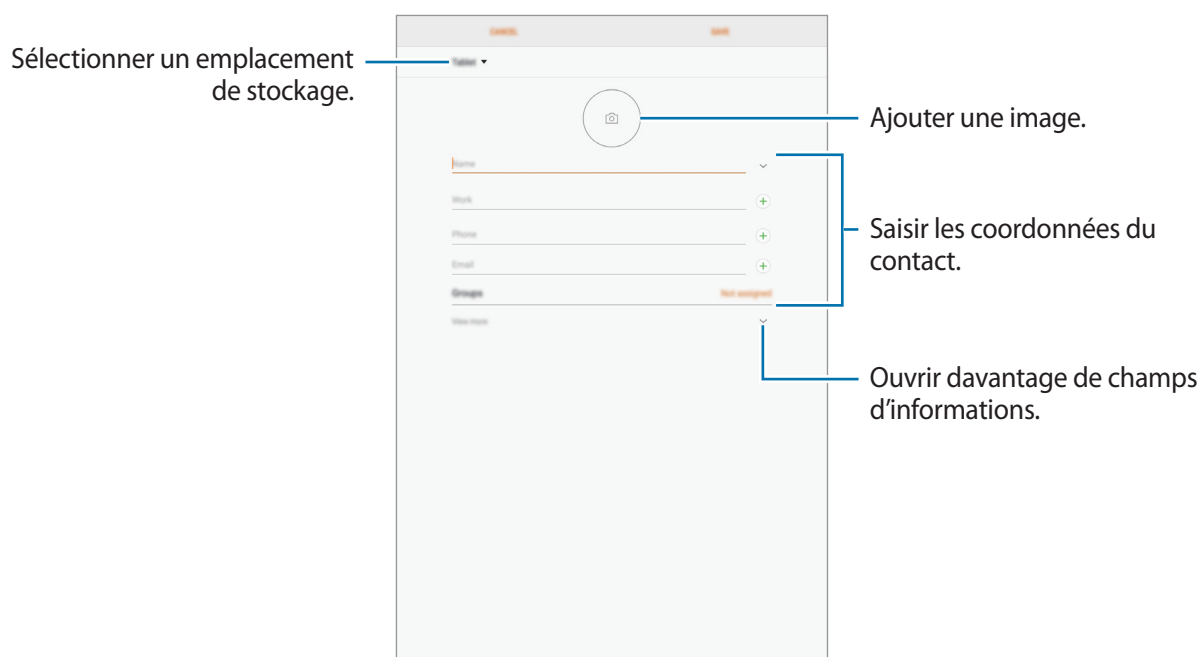 CANCEL
SAVE
Sélectionner un emplacement
de stockage.
Tablet
Ajouter une image.
Name
Work
Phone
Email
Groups
Not assigned
View more
Saisir les coordonnées du
contact.
Ouvrir davantage de champs
d'informations.